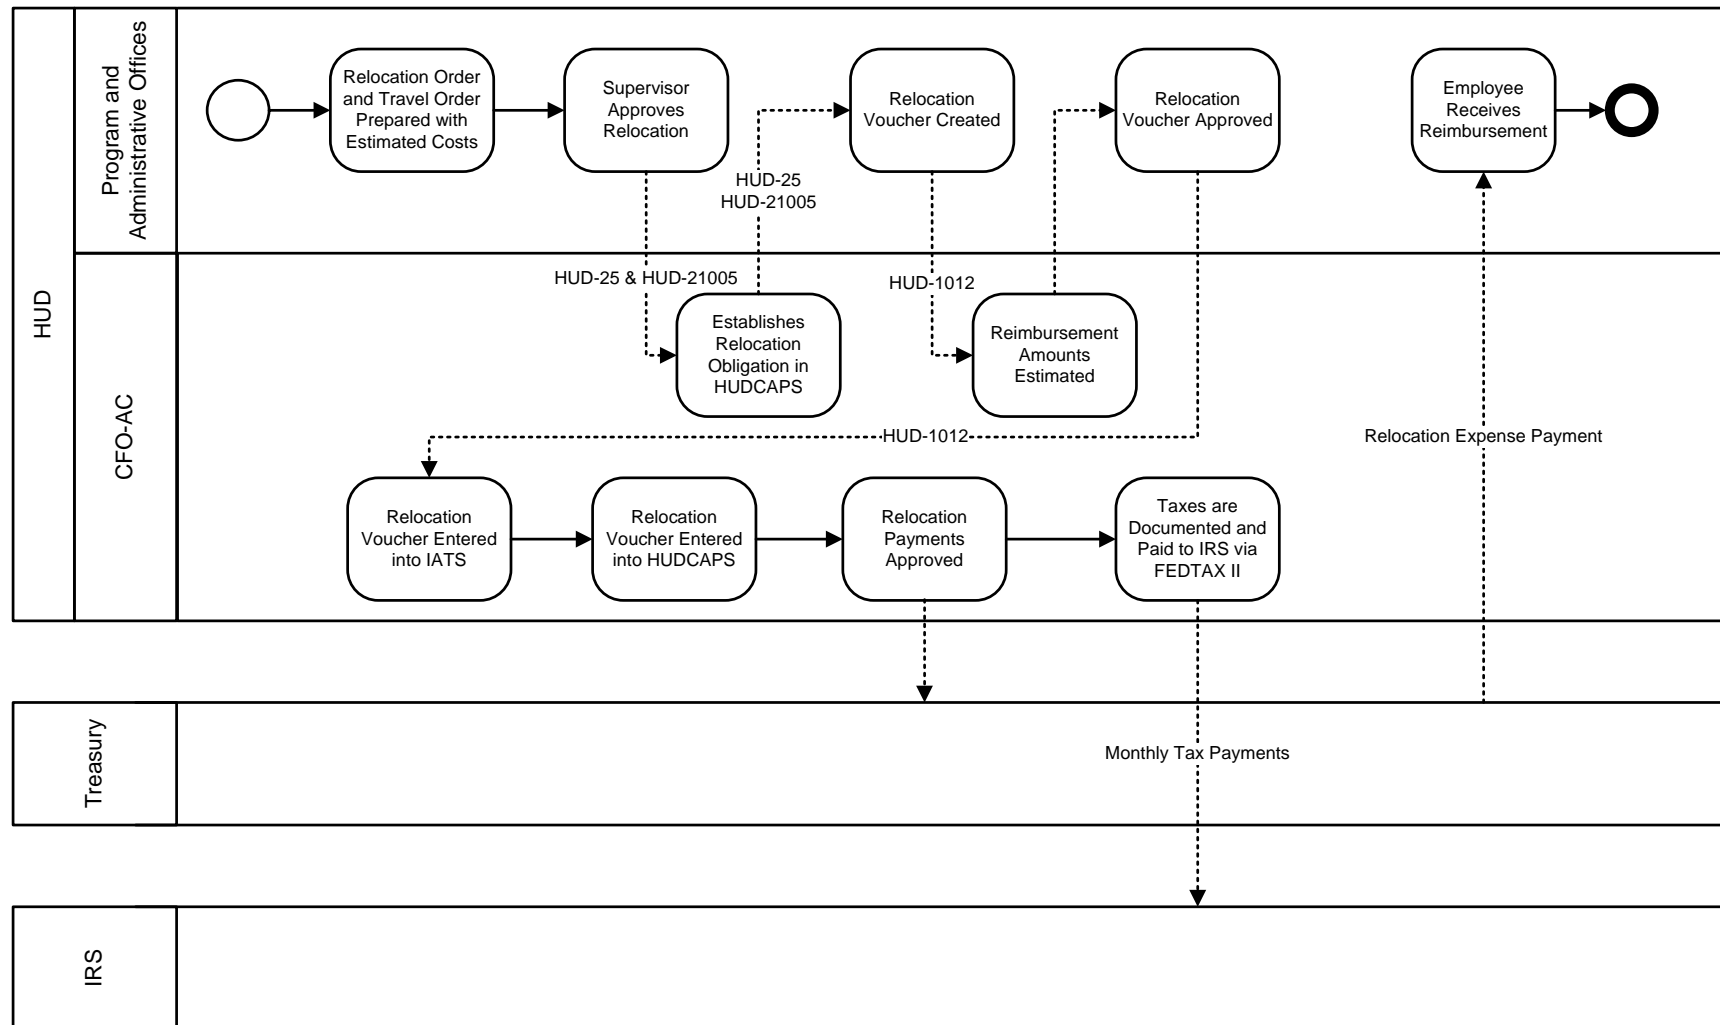 HUD
Program and
Administrative Offices
Relocation Order
and Travel Order
Prepared with
Estimated Costs
Supervisor
Approves
Relocation
Relocation
Voucher Created
Relocation
Voucher Approved
Employee
Receives
Reimbursement
HUD-25
HUD-21005
CFO-AC
HUD-25 & HUD-21005
HUD-1012
Establishes
Relocation
Obligation in
HUDCAPS
Reimbursement
Amounts
Estimated
HUD-1012
Relocation Expense Payment
Relocation
Voucher Entered
into IATS
Relocation
Voucher Entered
into HUDCAPS
Relocation
Payments
Approved
Taxes are
Documented and
Paid to IRS via
FEDTAX II
Treasury
Monthly Tax Payments
IRS